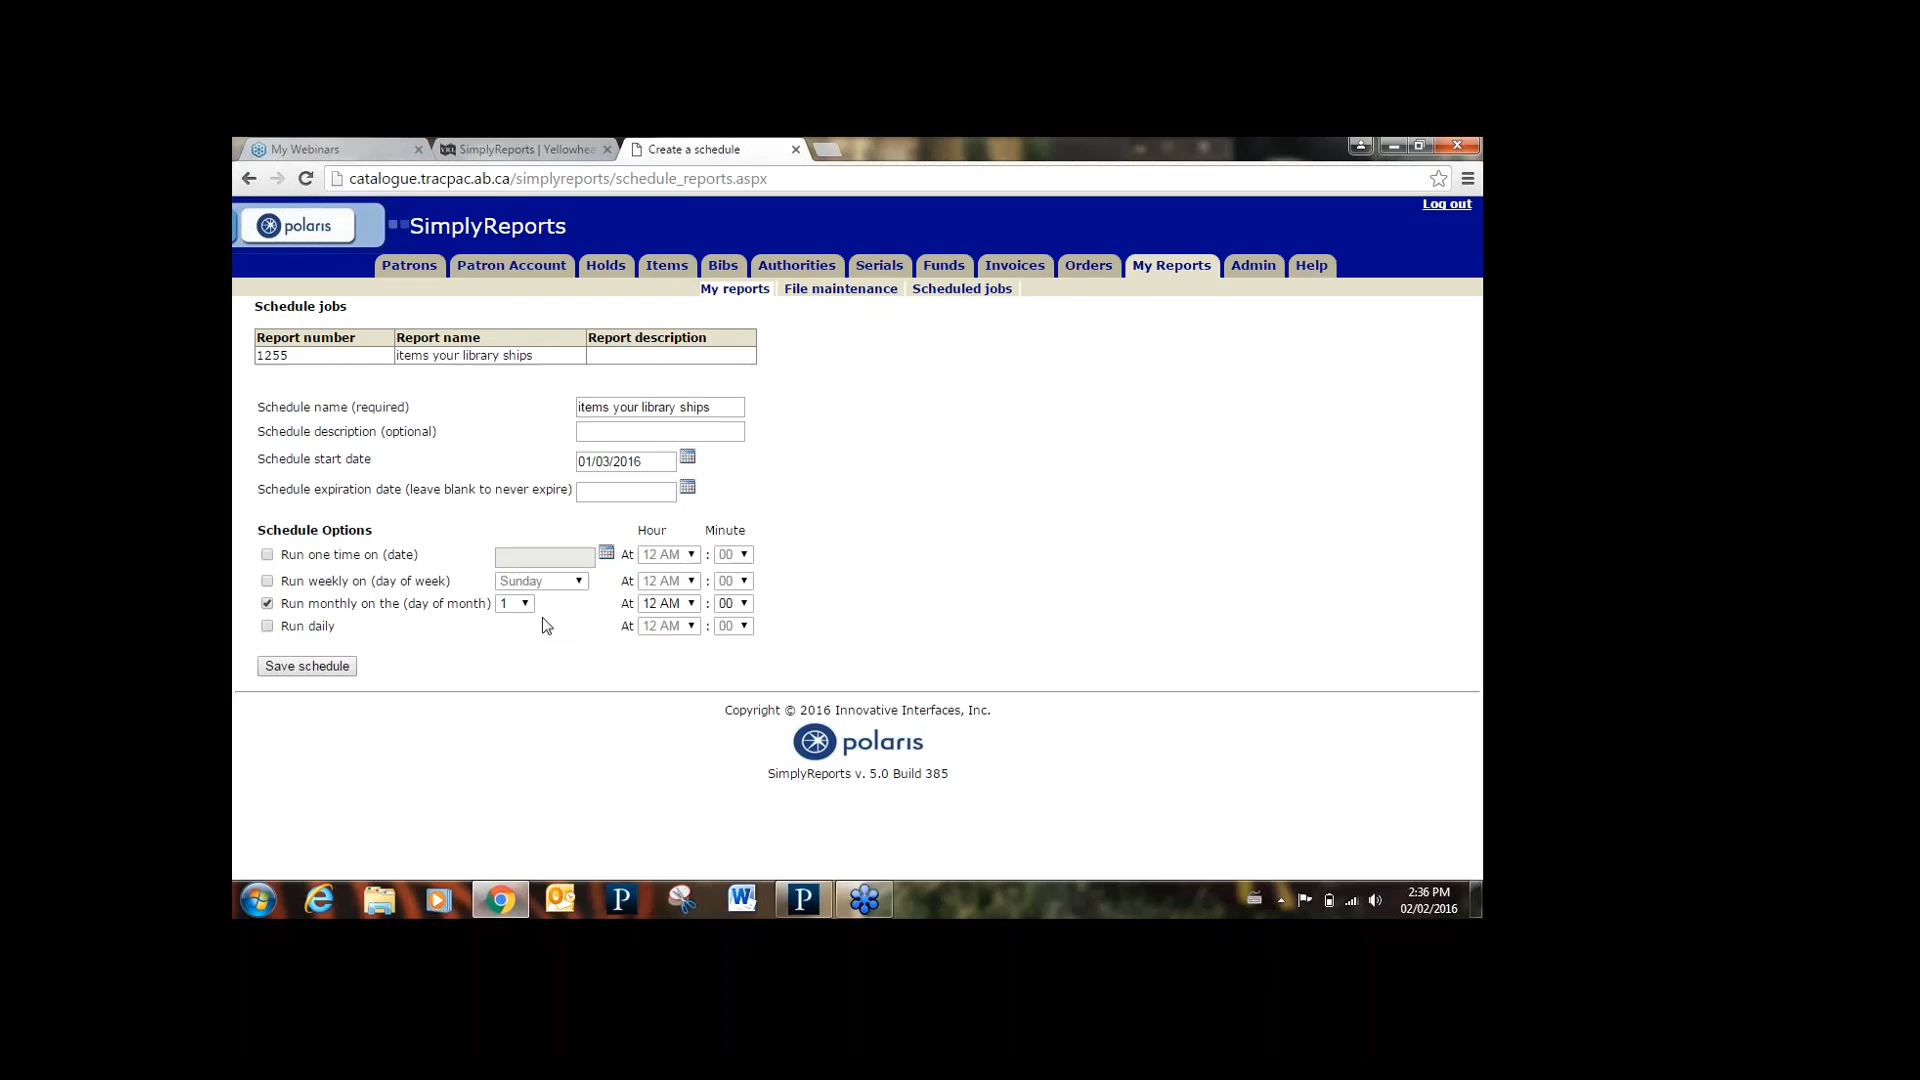 My Webinars
SimplyReports | Yellowhea
Create a schedule
catalogue.tracpac.ab.ca/simplyreports/schedule_reports.aspx
Log out
polaris
SimplyReports
Patrons Patron Account Holds Items Bibs Authorities Serials Funds Invoices Orders My Reports Admin Help
My reports File maintenance Scheduled jobs
Schedule jobs
Report number Report name Report description
1255 items your library ships
Schedule name (required) items your library ships
Schedule description (optional)
Schedule start date 01/03/2016
Schedule expiration date (leave blank to never expire)
Schedule Options Hour Minute
Run one time on (date) At 12 AM : 00
Run weekly on (day of week) Sunday At 12 AM : 00
Run monthly on the (day of month) 1 At 12 AM : 00
Run daily At 12 AM : 00
Save schedule
Copyright © 2016 Innovative Interfaces, Inc.
polaris
SimplyReports v. 5.0 Build 385
2:36 PM
02/02/2016